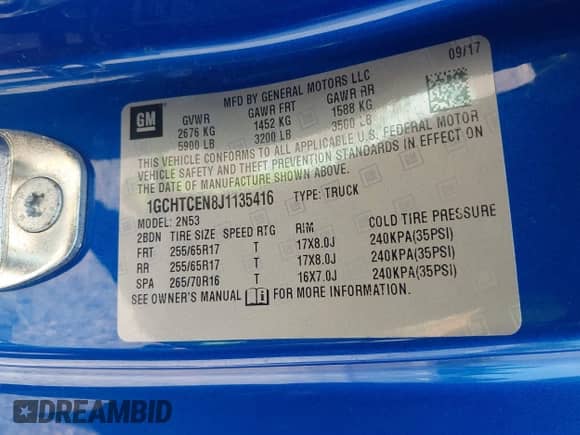 09/17
MFD BY GENERAL MOTORS LLC
GM
GVWR GAWR FRT GAWR RR
2676 KG 1452 KG 1588 KG
5900 LB 3200 LB 3500 LB
THIS VEHICLE CONFORMS TO ALL APPLICABLE U.S. FEDERAL MOTOR
VEHICLE SAFETY AND THEFT PREVENTION STANDARDS IN EFFECT ON
THE DATE OF MANUFACTURE SHOWN ABOVE.
1GCHTCEN8J1135416 TYPE: TRUCK
MODEL: 2N53
2BDN TIRE SIZE SPEED RTG RIM COLD TIRE PRESSURE
FRT 255/65R17 T 17X8.0J 240KPA(35PSI)
RR 255/65R17 T 17X8.0J 240KPA(35PSI)
SPA 265/70R16 T 16X7.0J 240KPA(35PSI)
SEE OWNER'S MANUAL FOR MORE INFORMATION.
DREAMBID